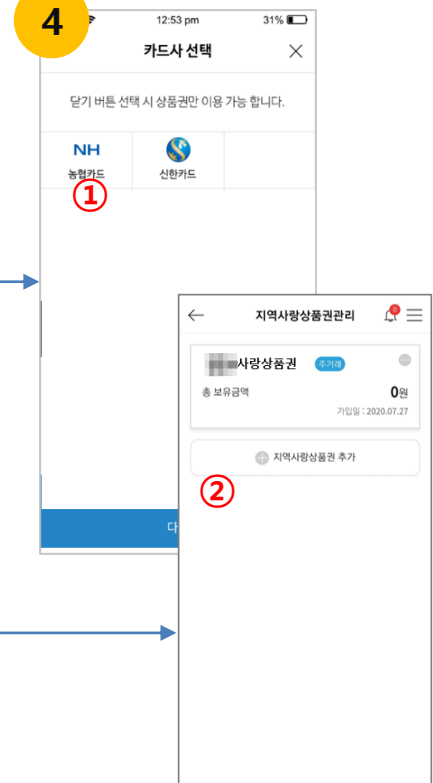 4
12:53 pm 31%
카드사 선택
닫기 버튼 선택 시 상품권만 이용 가능 합니다.
NH
농협카드 신한카드
①
지역사랑상품권관리
사랑상품권 주거래
총 보유금액 0원
가입일 : 2020.07.27
지역사랑상품권 추가
②